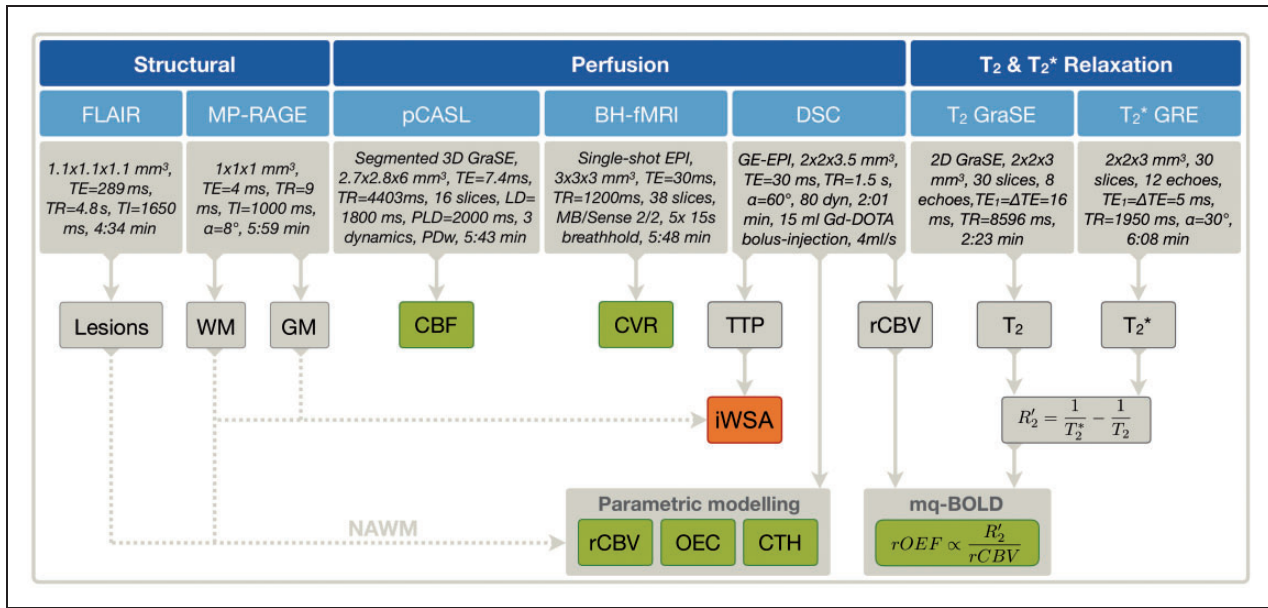 Structural
Perfusion
T₂ & T₂* Relaxation
FLAIR
MP-RAGE
pCASL
BH-fMRI
DSC
T₂ GraSE
T₂* GRE
1.1x1.1x1.1 mm³,
TE=289 ms,
TR=4.8 s, TI=1650
ms, 4:34 min
1x1x1 mm³,
TE=4 ms, TR=9
ms, TI=1000 ms,
α=8°, 5:59 min
Segmented 3D GraSE,
2.7x2.8x6 mm³, TE=7.4ms,
TR=4403ms, 16 slices, LD=
1800 ms, PLD=2000 ms, 3
dynamics, PDw, 5:43 min
Single-shot EPI,
3x3x3 mm³, TE=30ms,
TR=1200ms, 38 slices,
MB/Sense 2/2, 5x 15s
breathhold, 5:48 min
GE-EPI, 2x2x3.5 mm³,
TE=30 ms, TR=1.5 s,
α=60°, 80 dyn, 2:01
min, 15 ml Gd-DOTA
bolus-injection, 4ml/s
2D GraSE, 2x2x3
mm³, 30 slices, 8
echoes,TE₁=ΔTE=16
ms, TR=8596 ms,
2:23 min
2x2x3 mm³, 30
slices, 12 echoes,
TE₁=ΔTE=5 ms,
TR=1950 ms, α=30°,
6:08 min
Lesions
WM
GM
CBF
CVR
TTP
rCBV
T₂
T₂*
iWSA
R′₂ = 1/T₂* − 1/T₂
NAWM
Parametric modelling
rCBV
OEC
CTH
mq-BOLD
rOEF ∝ R′₂/rCBV